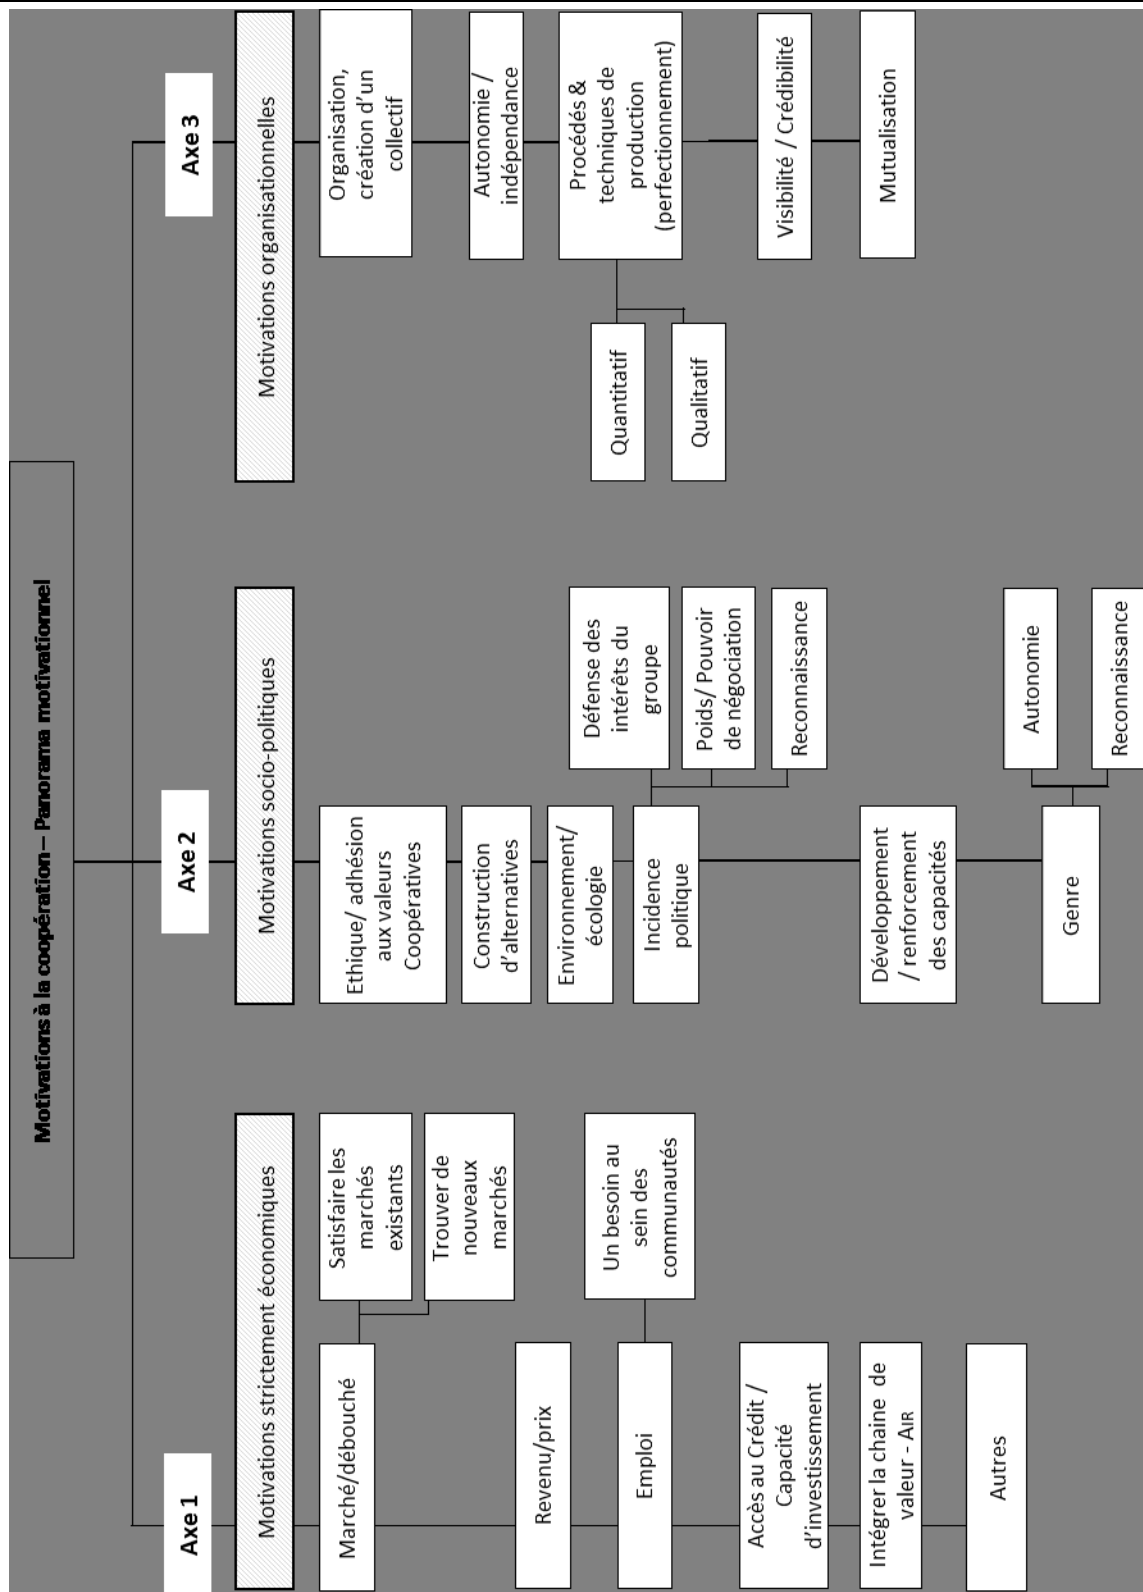 Motivations à la coopération – Panorama motivationnel
Axe 1
Motivations strictement économiques
Marché/débouché
Satisfaire les
marchés
existants
Trouver de
nouveaux
marchés
Revenu/prix
Emploi
Un besoin au
sein des
communautés
Accès au Crédit /
Capacité
d'investissement
Intégrer la chaine de
valeur - AIR
Autres
Axe 2
Motivations socio-politiques
Ethique/ adhésion
aux valeurs
Coopératives
Construction
d'alternatives
Environnement/
écologie
Incidence
politique
Défense des
intérêts du
groupe
Poids/ Pouvoir
de négociation
Reconnaissance
Développement
/ renforcement
des capacités
Genre
Autonomie
Reconnaissance
Axe 3
Motivations organisationnelles
Organisation,
création d'un
collectif
Autonomie /
indépendance
Procédés &
techniques de
production
(perfectionnement)
Quantitatif
Qualitatif
Visibilité / Crédibilité
Mutualisation